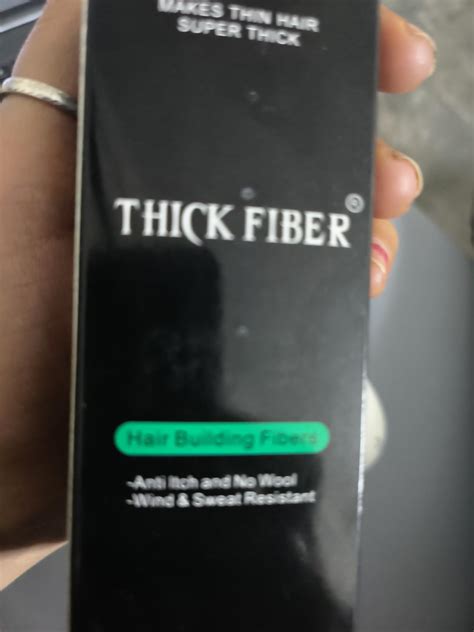 MAKES THIN HAIR
SUPER THICK
THICK FIBER®
Hair Building Fibers
-Anti Itch and No Wool
-Wind & Sweat Resistant